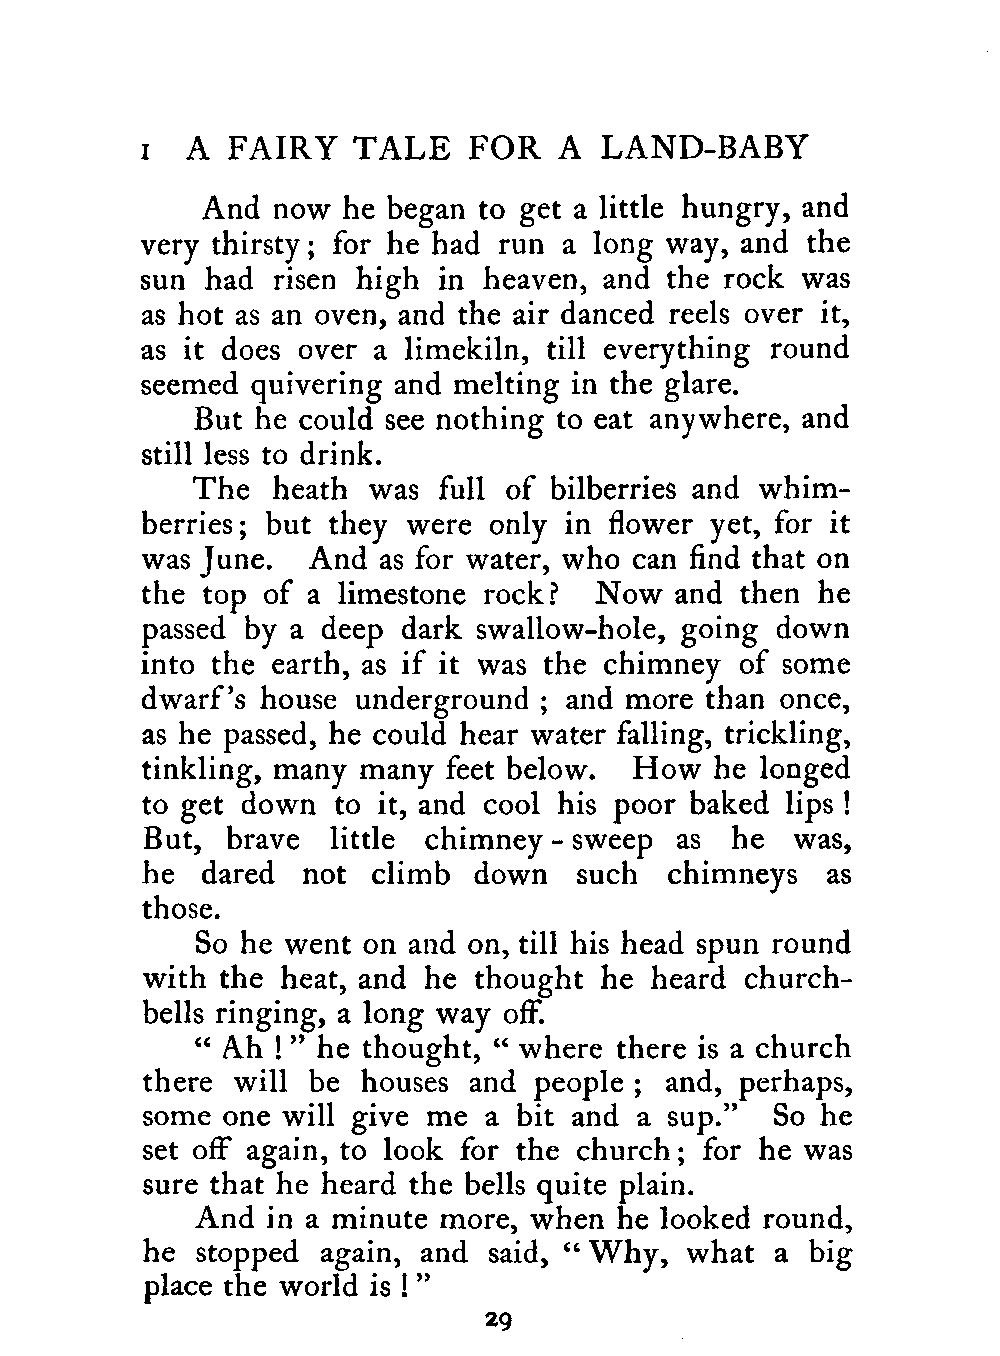 I A FAIRY TALE FOR A LAND-BABY
And now he began to get a little hungry, and
very thirsty; for he had run a long way, and the
sun had risen high in heaven, and the rock was
as hot as an oven, and the air danced reels over it,
as it does over a limekiln, till everything round
seemed quivering and melting in the glare.
But he could see nothing to eat anywhere, and
still less to drink.
The heath was full of bilberries and whim-
berries; but they were only in flower yet, for it
was June. And as for water, who can find that on
the top of a limestone rock? Now and then he
passed by a deep dark swallow-hole, going down
into the earth, as if it was the chimney of some
dwarf's house underground; and more than once,
as he passed, he could hear water falling, trickling,
tinkling, many many feet below. How he longed
to get down to it, and cool his poor baked lips!
But, brave little chimney-sweep as he was,
he dared not climb down such chimneys as
those.
So he went on and on, till his head spun round
with the heat, and he thought he heard church-
bells ringing, a long way off.
"Ah!" he thought, "where there is a church
there will be houses and people; and, perhaps,
some one will give me a bit and a sup." So he
set off again, to look for the church; for he was
sure that he heard the bells quite plain.
And in a minute more, when he looked round,
he stopped again, and said, "Why, what a big
place the world is!"
29